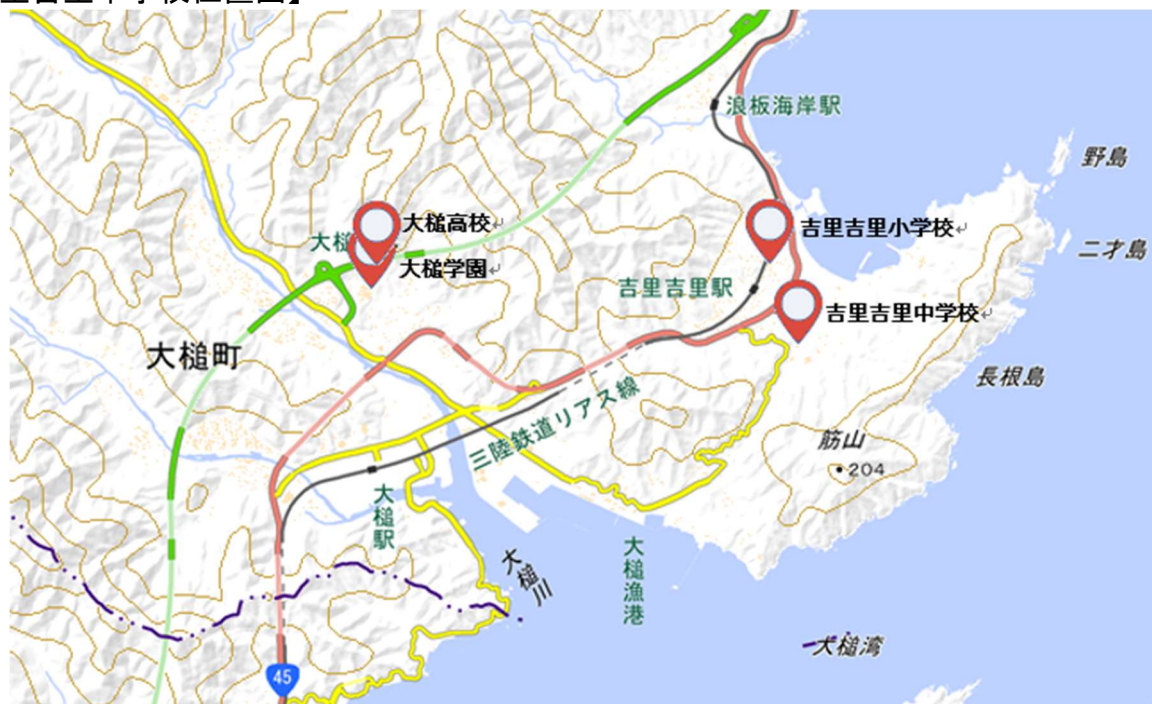 浪板海岸駅
野島
大槌高校↵
吉里吉里小学校↵
大槌
二才島
大槌学園↵
吉里吉里駅
吉里吉里中学校↵
大槌町
長根島
三陸鉄道リアス線
筋山
204
大槌駅
大槌川
大槌漁港
大槌湾
45